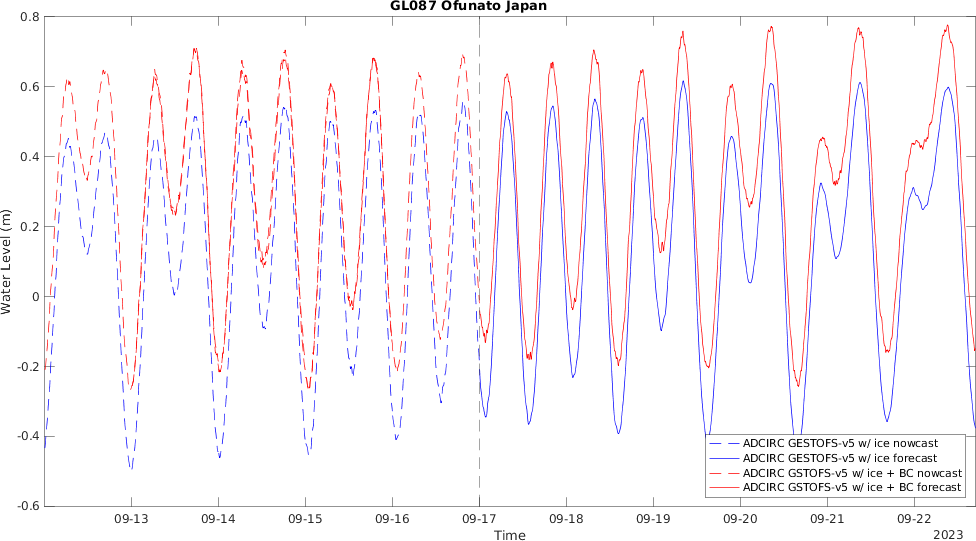 GL087 Ofunato Japan
Water Level (m)
0.8
0.6
0.4
0.2
0
-0.2
-0.4
-0.6
ADCIRC GESTOFS-v5 w/ ice nowcast
ADCIRC GESTOFS-v5 w/ ice forecast
ADCIRC GSTOFS-v5 w/ ice + BC nowcast
ADCIRC GSTOFS-v5 w/ ice + BC forecast
09-13 09-14 09-15 09-16 09-17 09-18 09-19 09-20 09-21 09-22
Time
2023